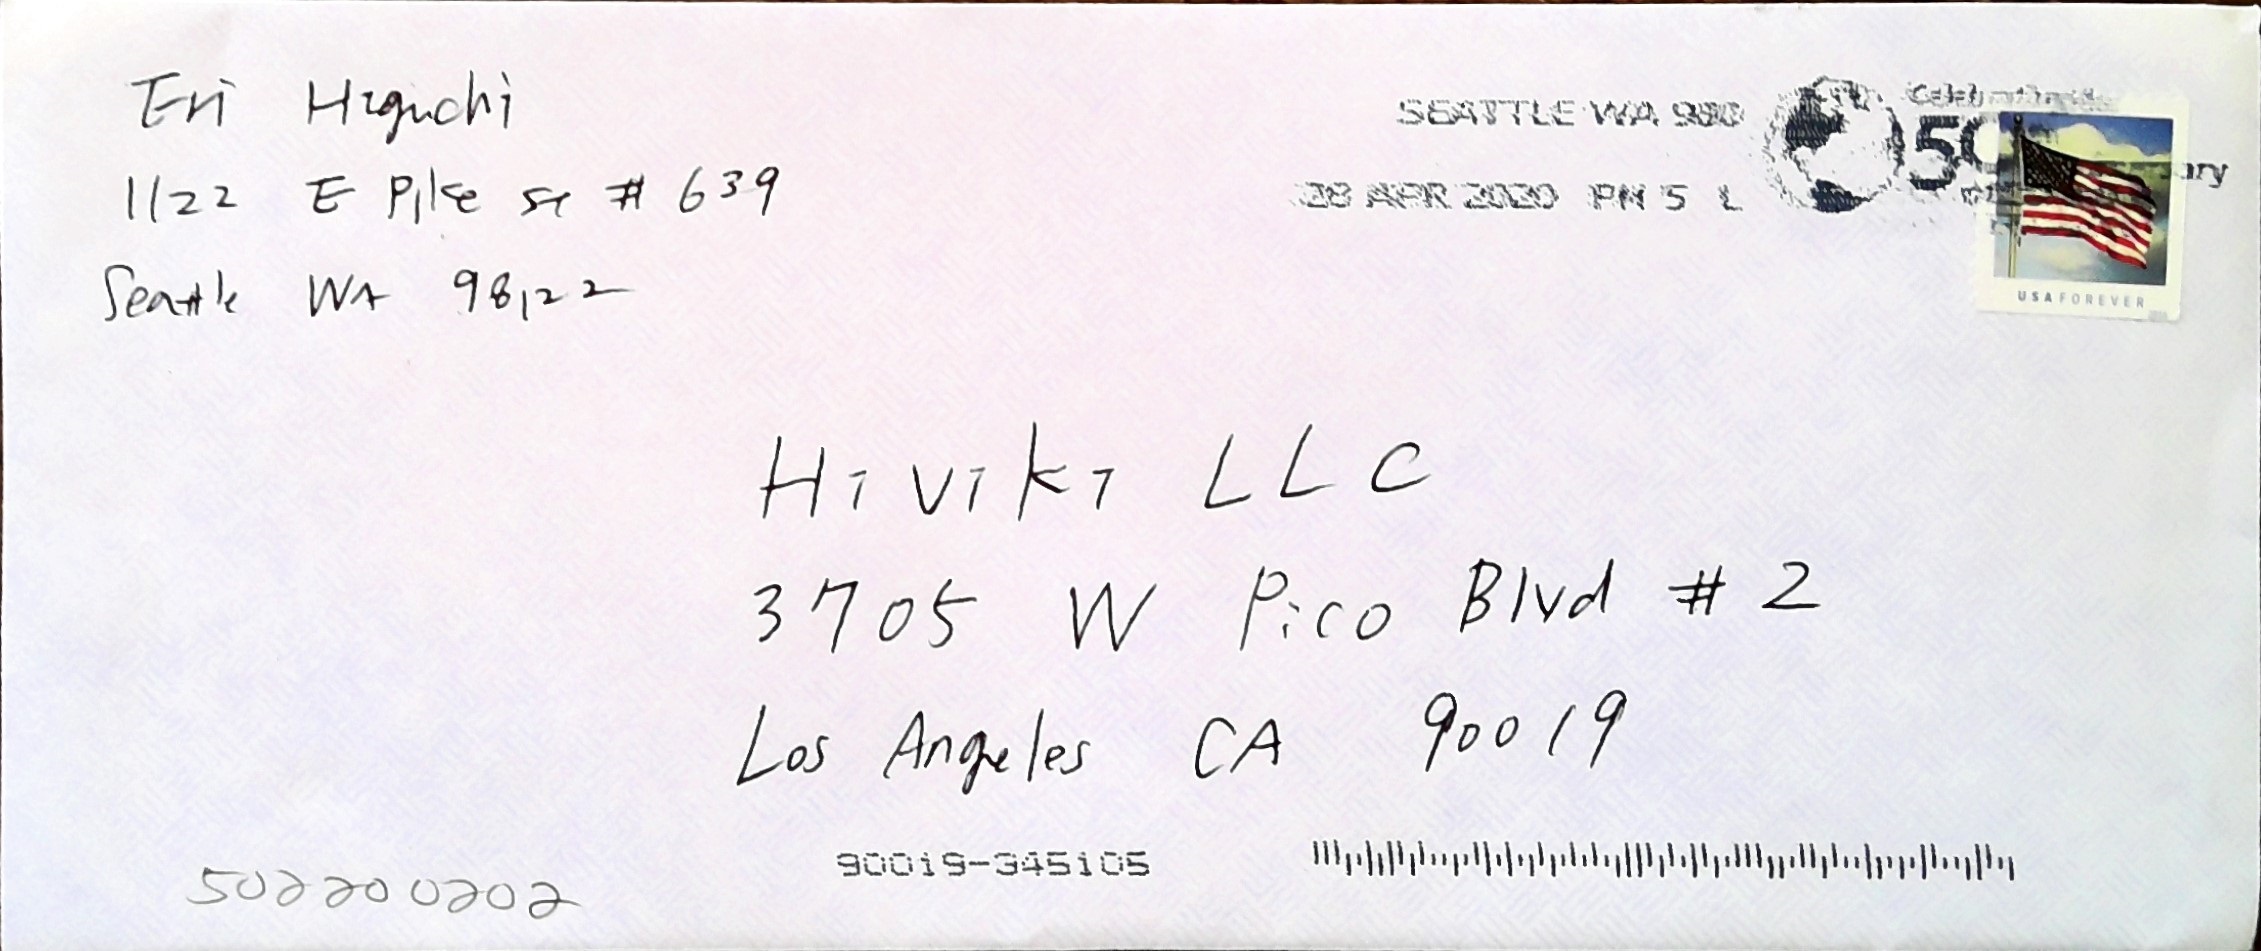 Eri Higuchi
1122 E Pike St # 639
Seattle WA 98122
SEATTLE WA 980
28 APR 2020 PM 5 L
USA FOREVER
Hiviki LLC
3705 W Pico Blvd # 2
Los Angeles CA 90019
90019-345105
502200202